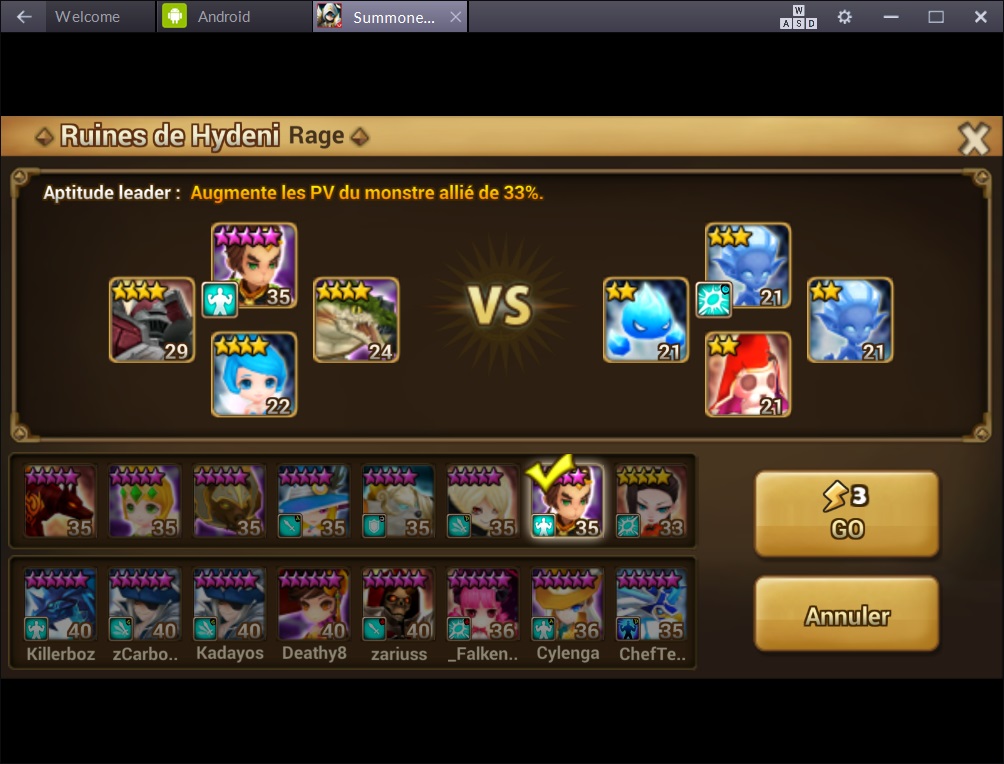 Welcome
Android
Summone...
W
A S D
Ruines de Hydeni Rage
Aptitude leader : Augmente les PV du monstre allié de 33%.
35
29
24
22
VS
21
21
21
21
35 35 35 35 35 35 35 33
3
GO
40 40 40 40 40 36 36 35
Killerboz zCarbo.. Kadayos Deathy8 zariuss _Falken.. Cylenga ChefTe..
Annuler